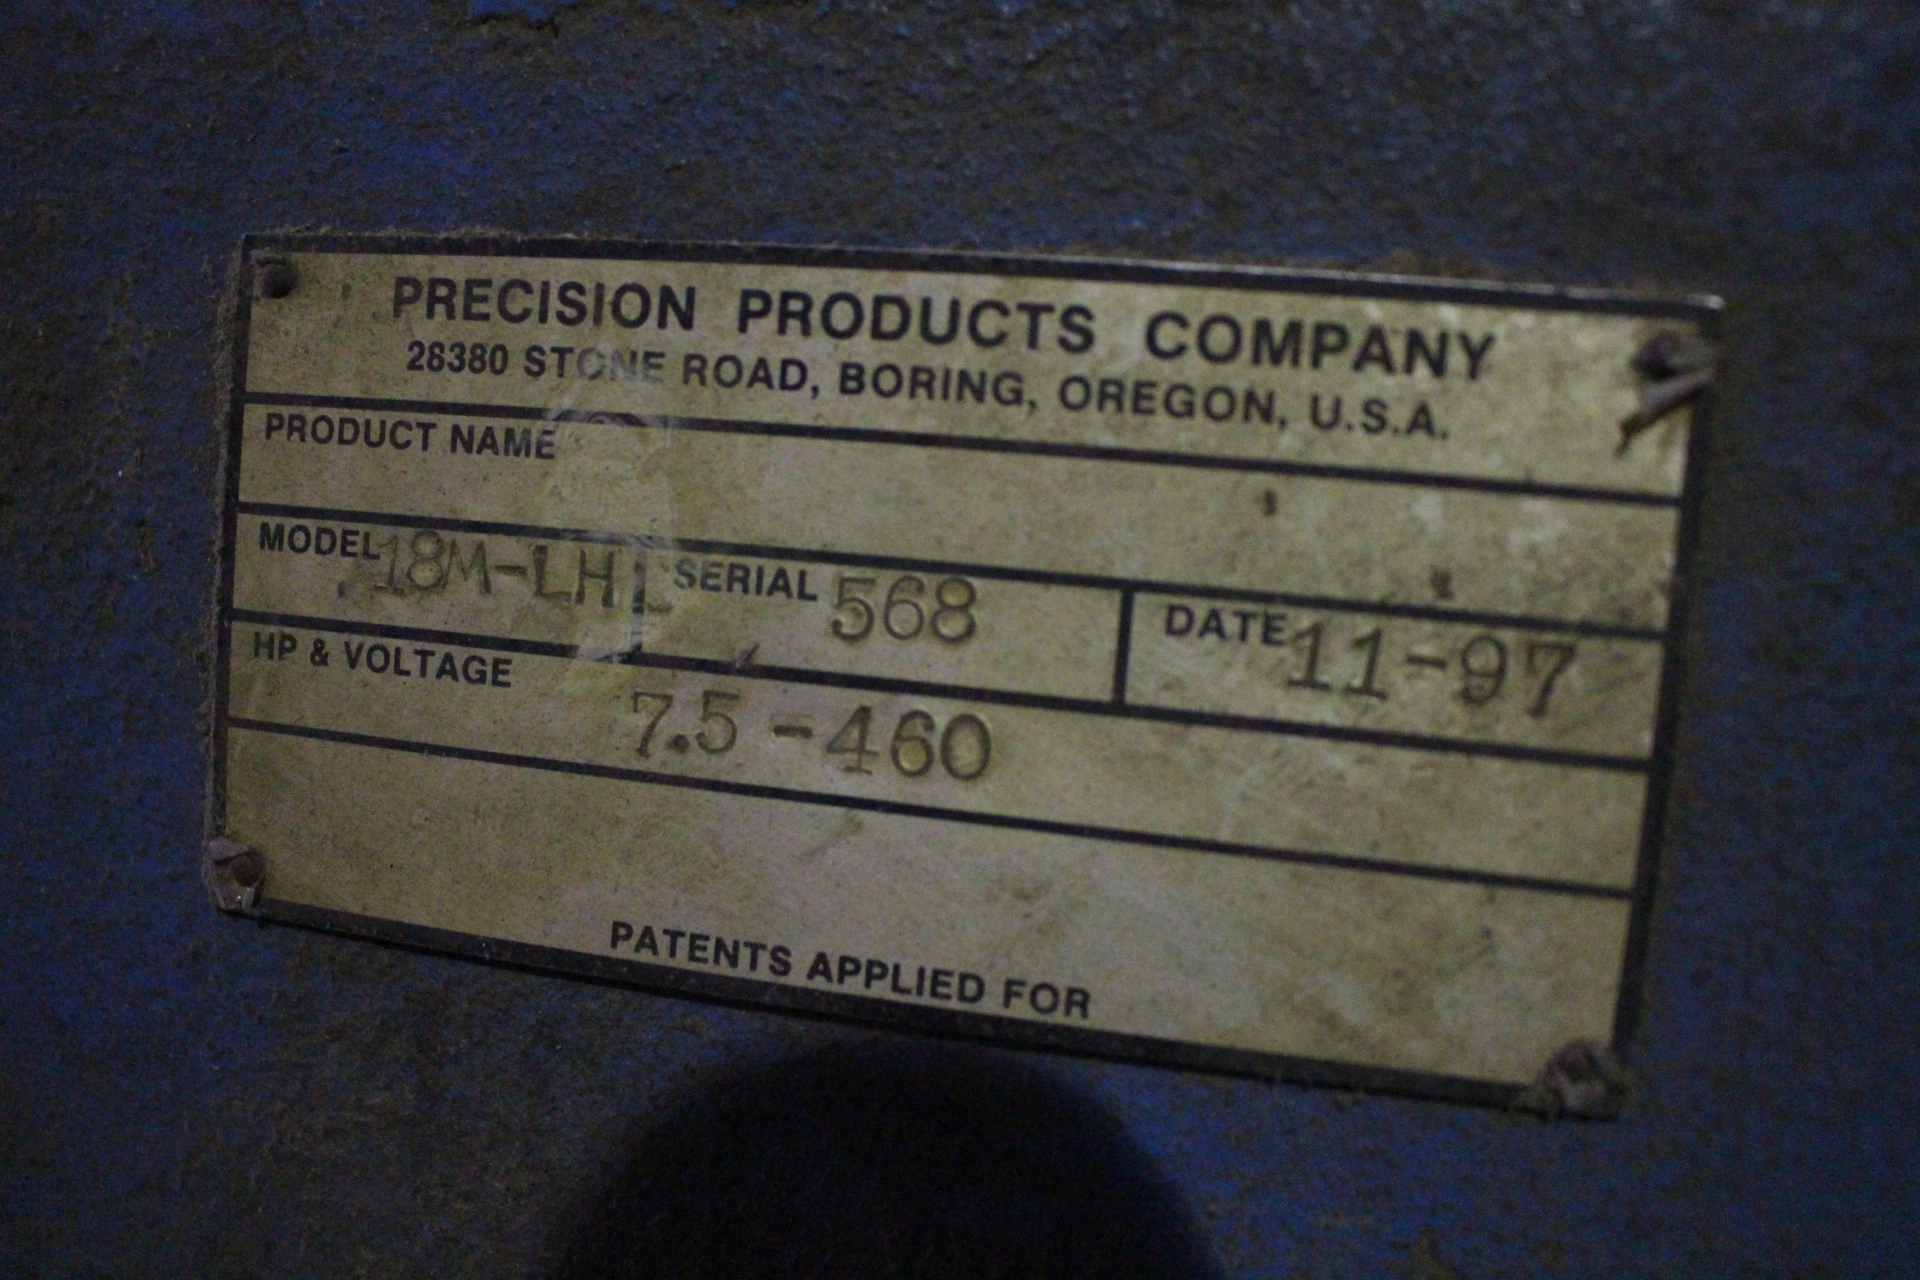 PRECISION PRODUCTS COMPANY
28380 STONE ROAD, BORING, OREGON, U.S.A.
PRODUCT NAME
MODEL 18M-LH SERIAL 568 DATE 11-97
HP & VOLTAGE 7.5-460
PATENTS APPLIED FOR